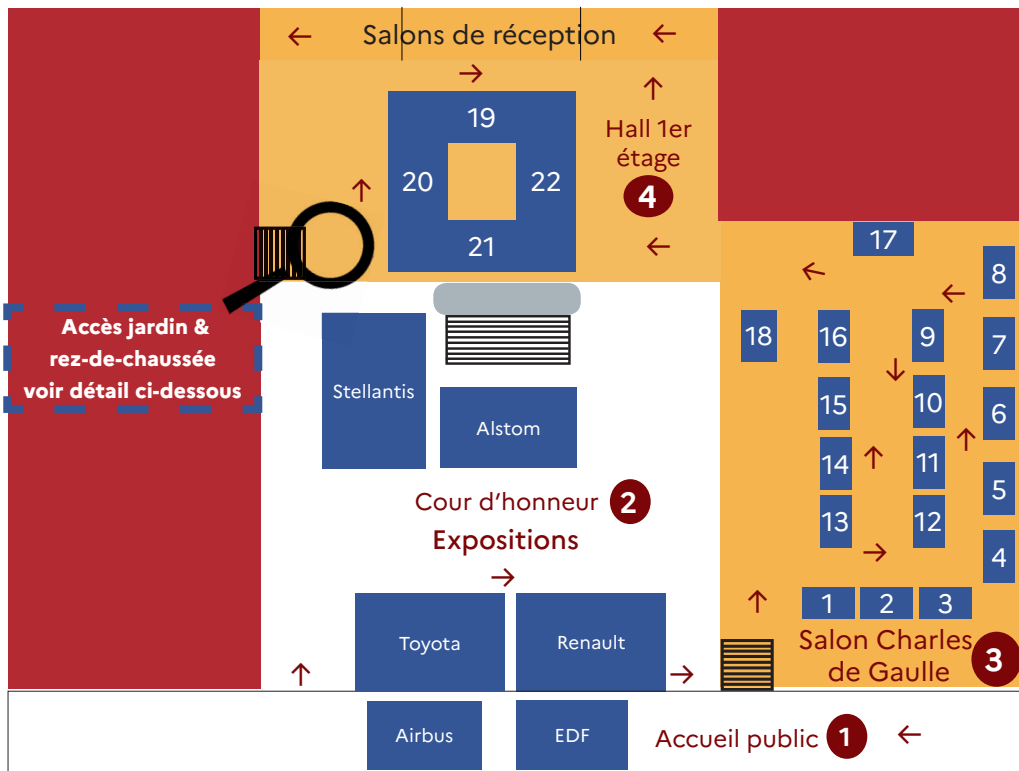 Salons de réception
19
Hall 1er
étage
20
22
4
21
17
8
Accès jardin &
rez-de-chaussée
voir détail ci-dessous
18
16
9
7
Stellantis
15
10
6
Alstom
14
11
5
Cour d'honneur 2
Expositions
13
12
4
1
2
3
Toyota
Renault
Salon Charles
de Gaulle
3
Airbus
EDF
Accueil public 1